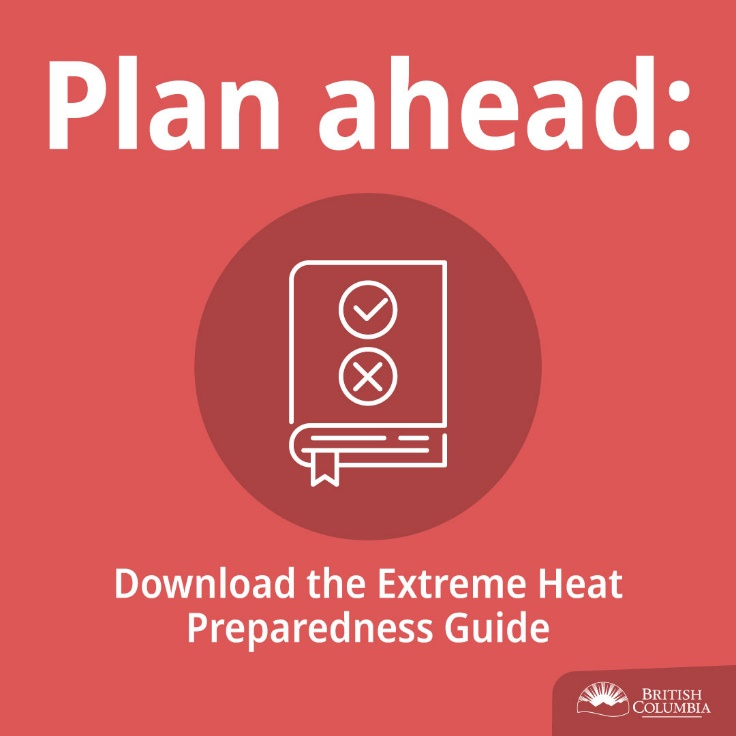 Plan ahead:
Download the Extreme Heat
Preparedness Guide
British
Columbia